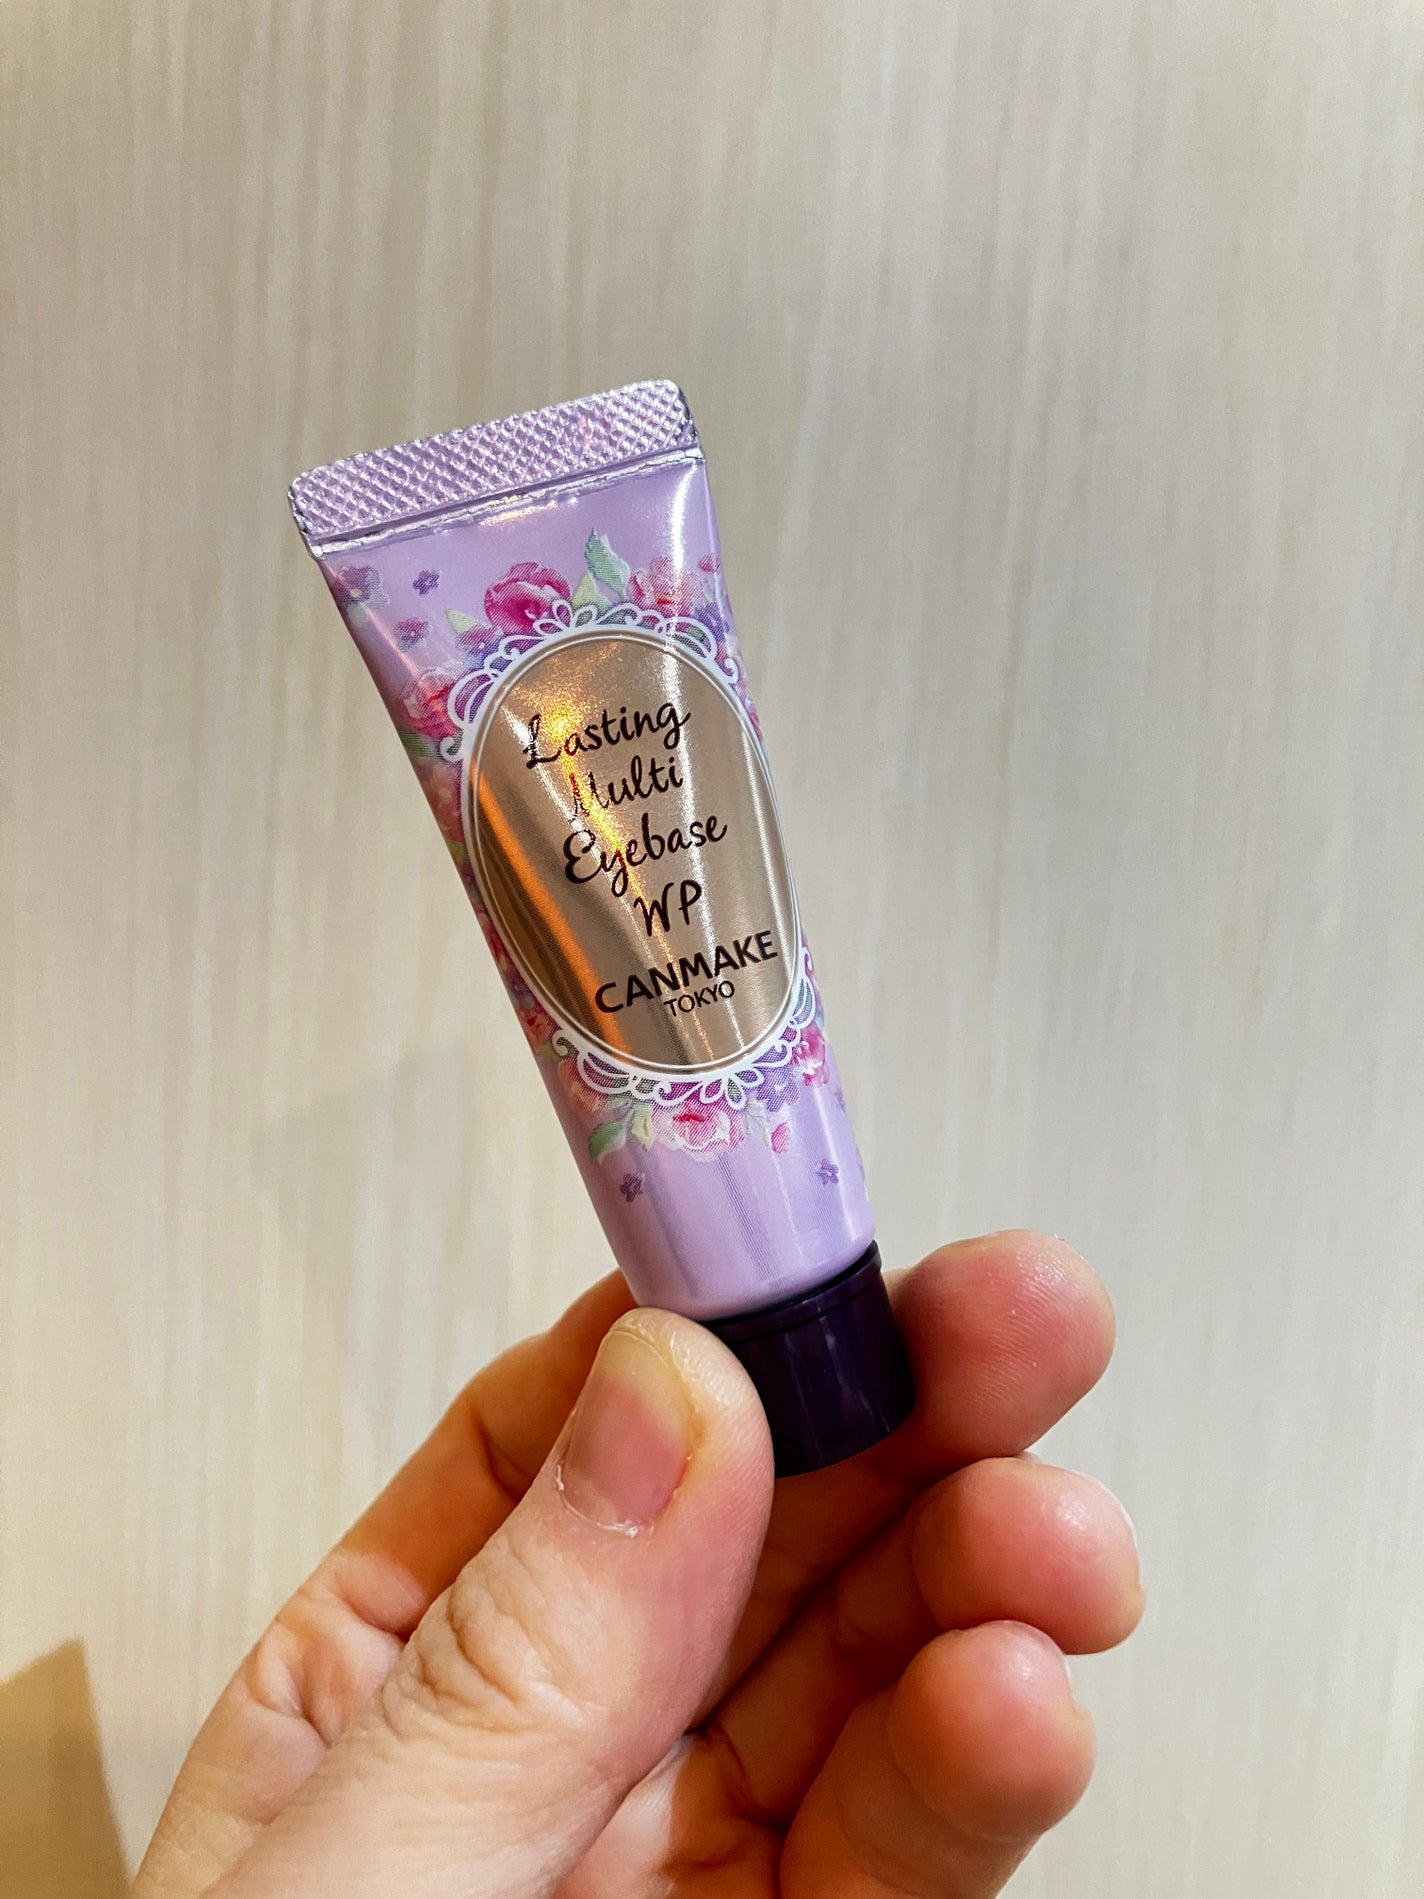 Lasting
Multi
Eyebase
WP
CANMAKE
TOKYO